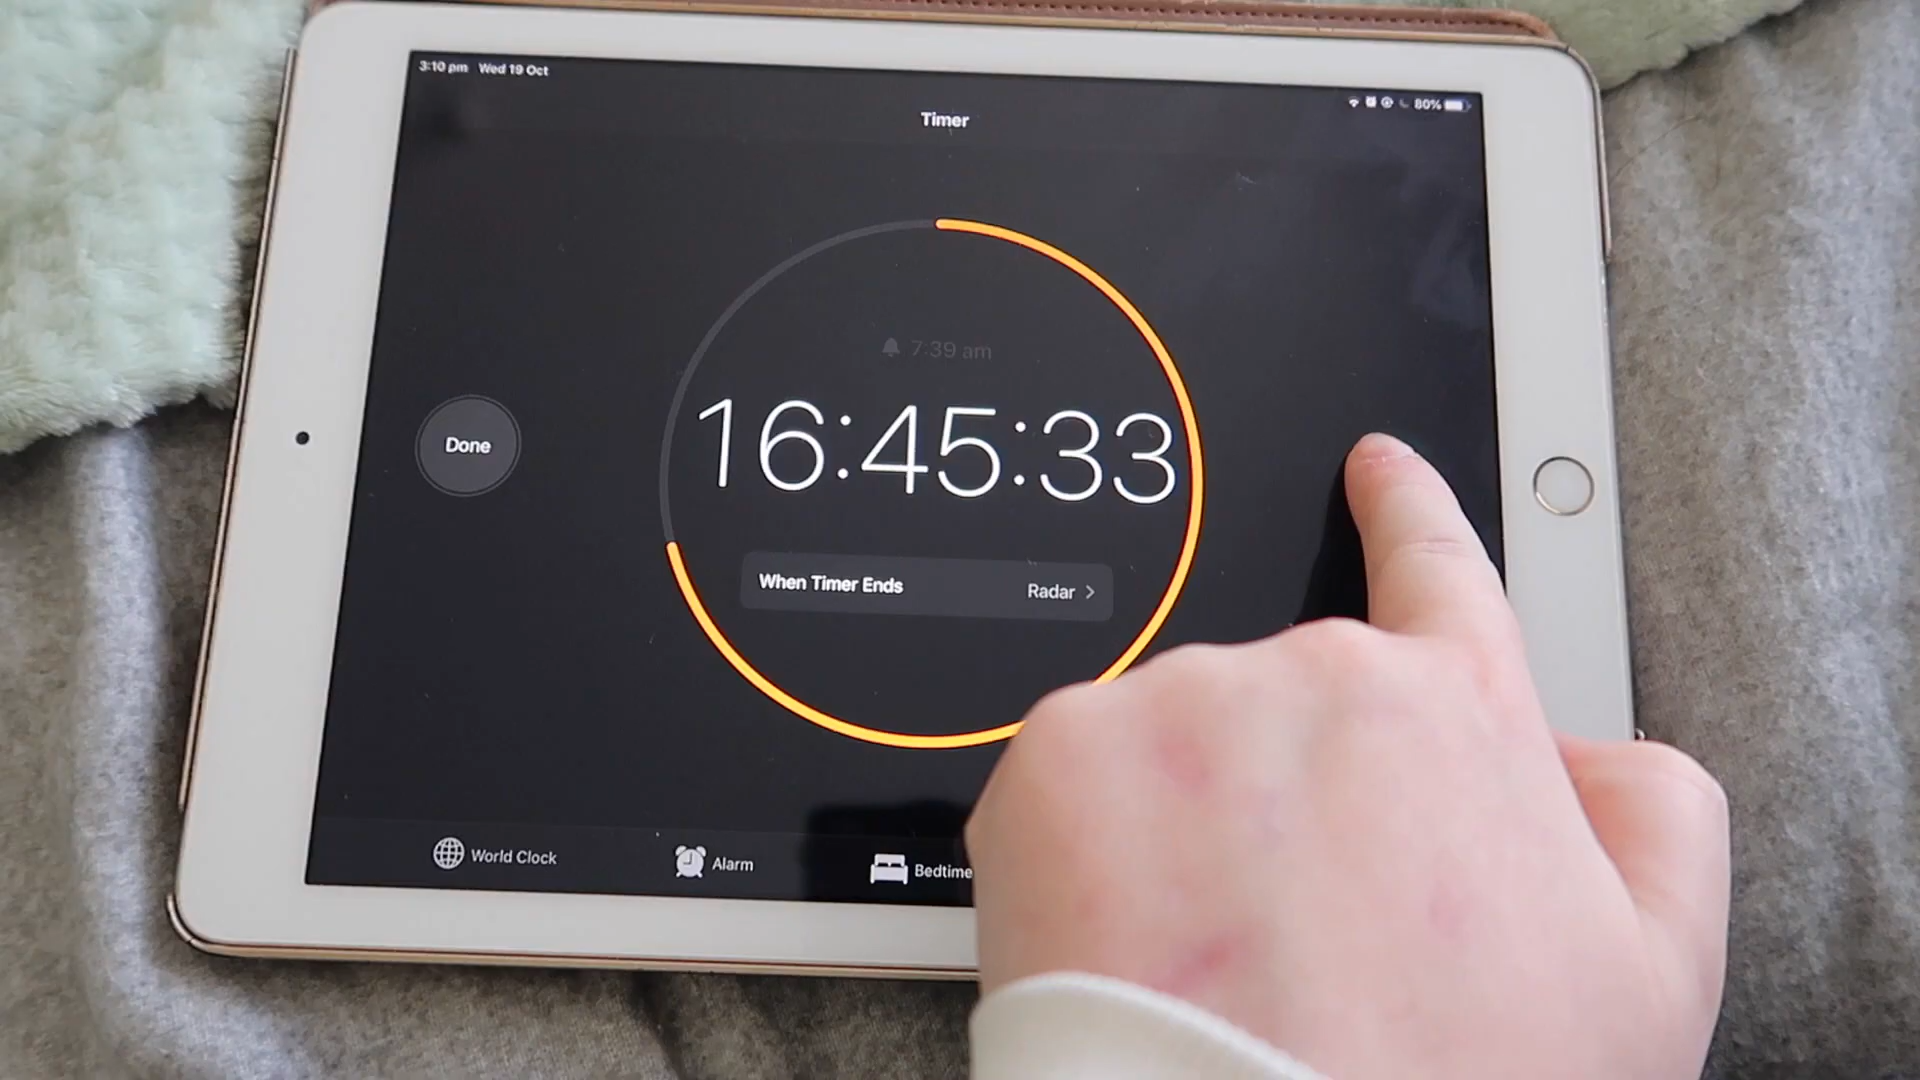 3:10 pm Wed 19 Oct
80%
Timer
7:39 am
16:45:33
Done
When Timer Ends Radar
World Clock Alarm Bedtime